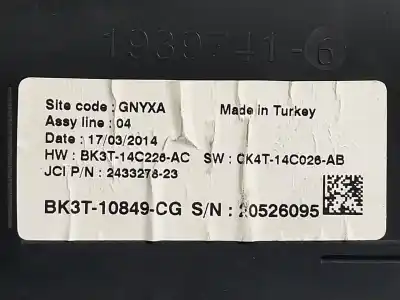 1939741-6
Site code : GNYXA Made in Turkey
Assy line : 04
Date : 17/03/2014
HW : BK3T-14C226-AC SW : CK4T-14C026-AB
JCI P/N : 2433278-23
BK3T-10849-CG S/N : 20526095